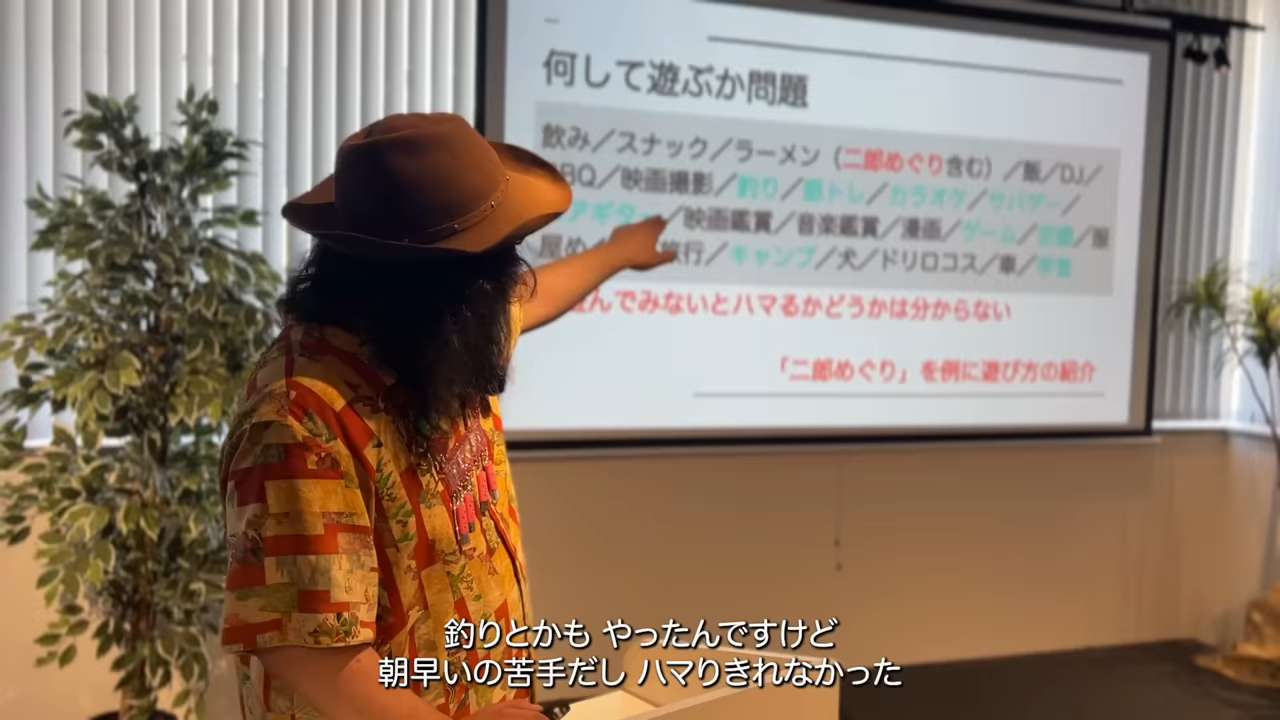 何して遊ぶか問題
飲み／スナック／ラーメン（二郎めぐり含む）／飯／DJ／
BQ／映画撮影／釣り／筋トレ／カラオケ／サバゲー／
アギター／映画鑑賞／音楽鑑賞／漫画／ゲーム／／服
屋め／旅行／キャンプ／犬／ドリロコス／車／
んでみないとハマるかどうかは分からない
「二郎めぐり」を例に遊び方の紹介
釣りとかも やったんですけど
朝早いの苦手だし ハマりきれなかった